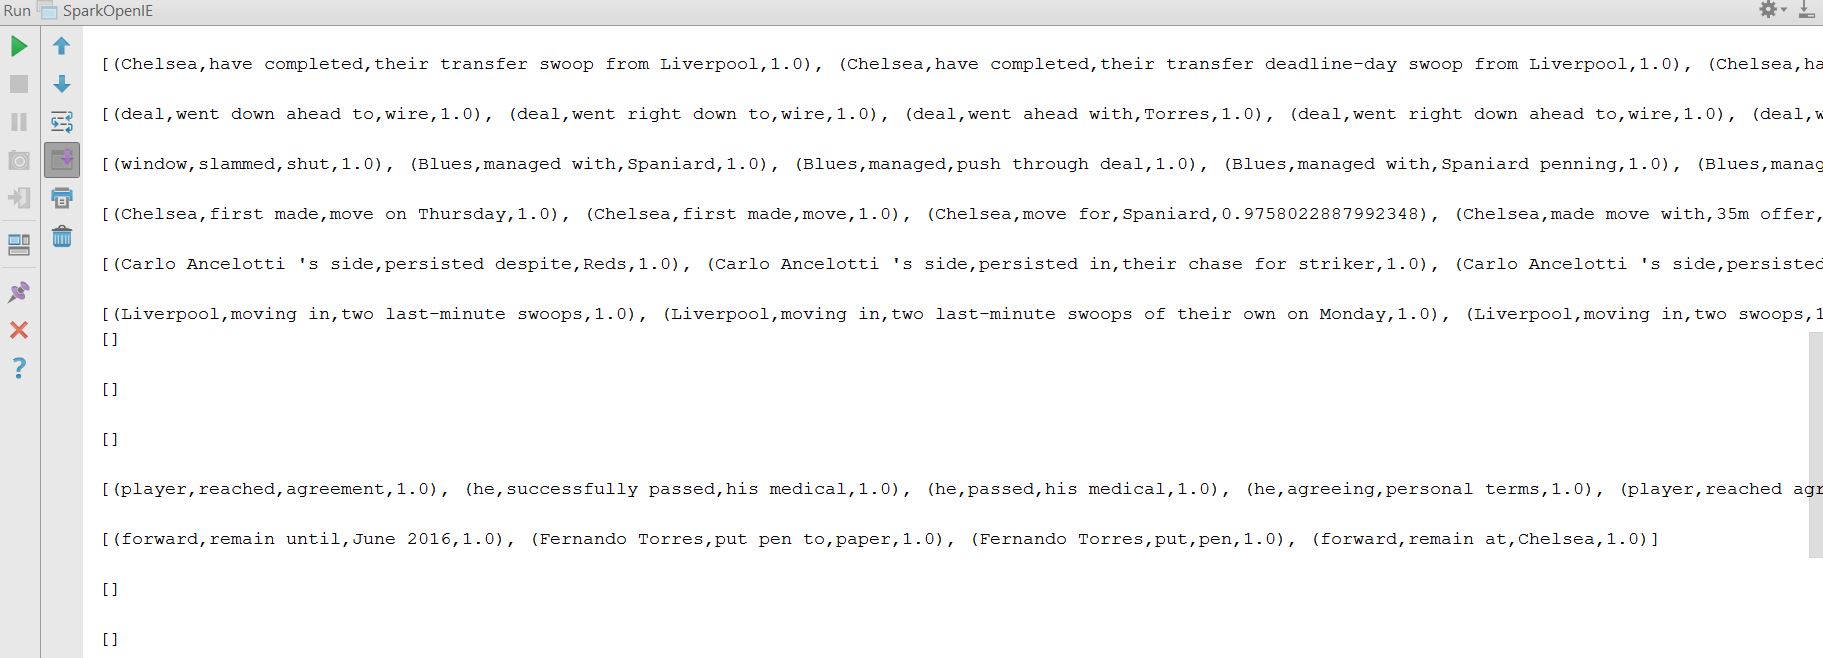 Run SparkOpenIE
[(Chelsea,have completed,their transfer swoop from Liverpool,1.0), (Chelsea,have completed,their transfer deadline-day swoop from Liverpool,1.0), (Chelsea,ha
[(deal,went down ahead to,wire,1.0), (deal,went right down to,wire,1.0), (deal,went ahead with,Torres,1.0), (deal,went right down ahead to,wire,1.0), (deal,w
[(window,slammed,shut,1.0), (Blues,managed with,Spaniard,1.0), (Blues,managed,push through deal,1.0), (Blues,managed with,Spaniard penning,1.0), (Blues,manag
[(Chelsea,first made,move on Thursday,1.0), (Chelsea,first made,move,1.0), (Chelsea,move for,Spaniard,0.9758022887992348), (Chelsea,made move with,35m offer,
[(Carlo Ancelotti 's side,persisted despite,Reds,1.0), (Carlo Ancelotti 's side,persisted in,their chase for striker,1.0), (Carlo Ancelotti 's side,persisted
[(Liverpool,moving in,two last-minute swoops,1.0), (Liverpool,moving in,two last-minute swoops of their own on Monday,1.0), (Liverpool,moving in,two swoops,1
[]
[]
[]
[(player,reached,agreement,1.0), (he,successfully passed,his medical,1.0), (he,passed,his medical,1.0), (he,agreeing,personal terms,1.0), (player,reached agr
[(forward,remain until,June 2016,1.0), (Fernando Torres,put pen to,paper,1.0), (Fernando Torres,put,pen,1.0), (forward,remain at,Chelsea,1.0)]
[]
[]